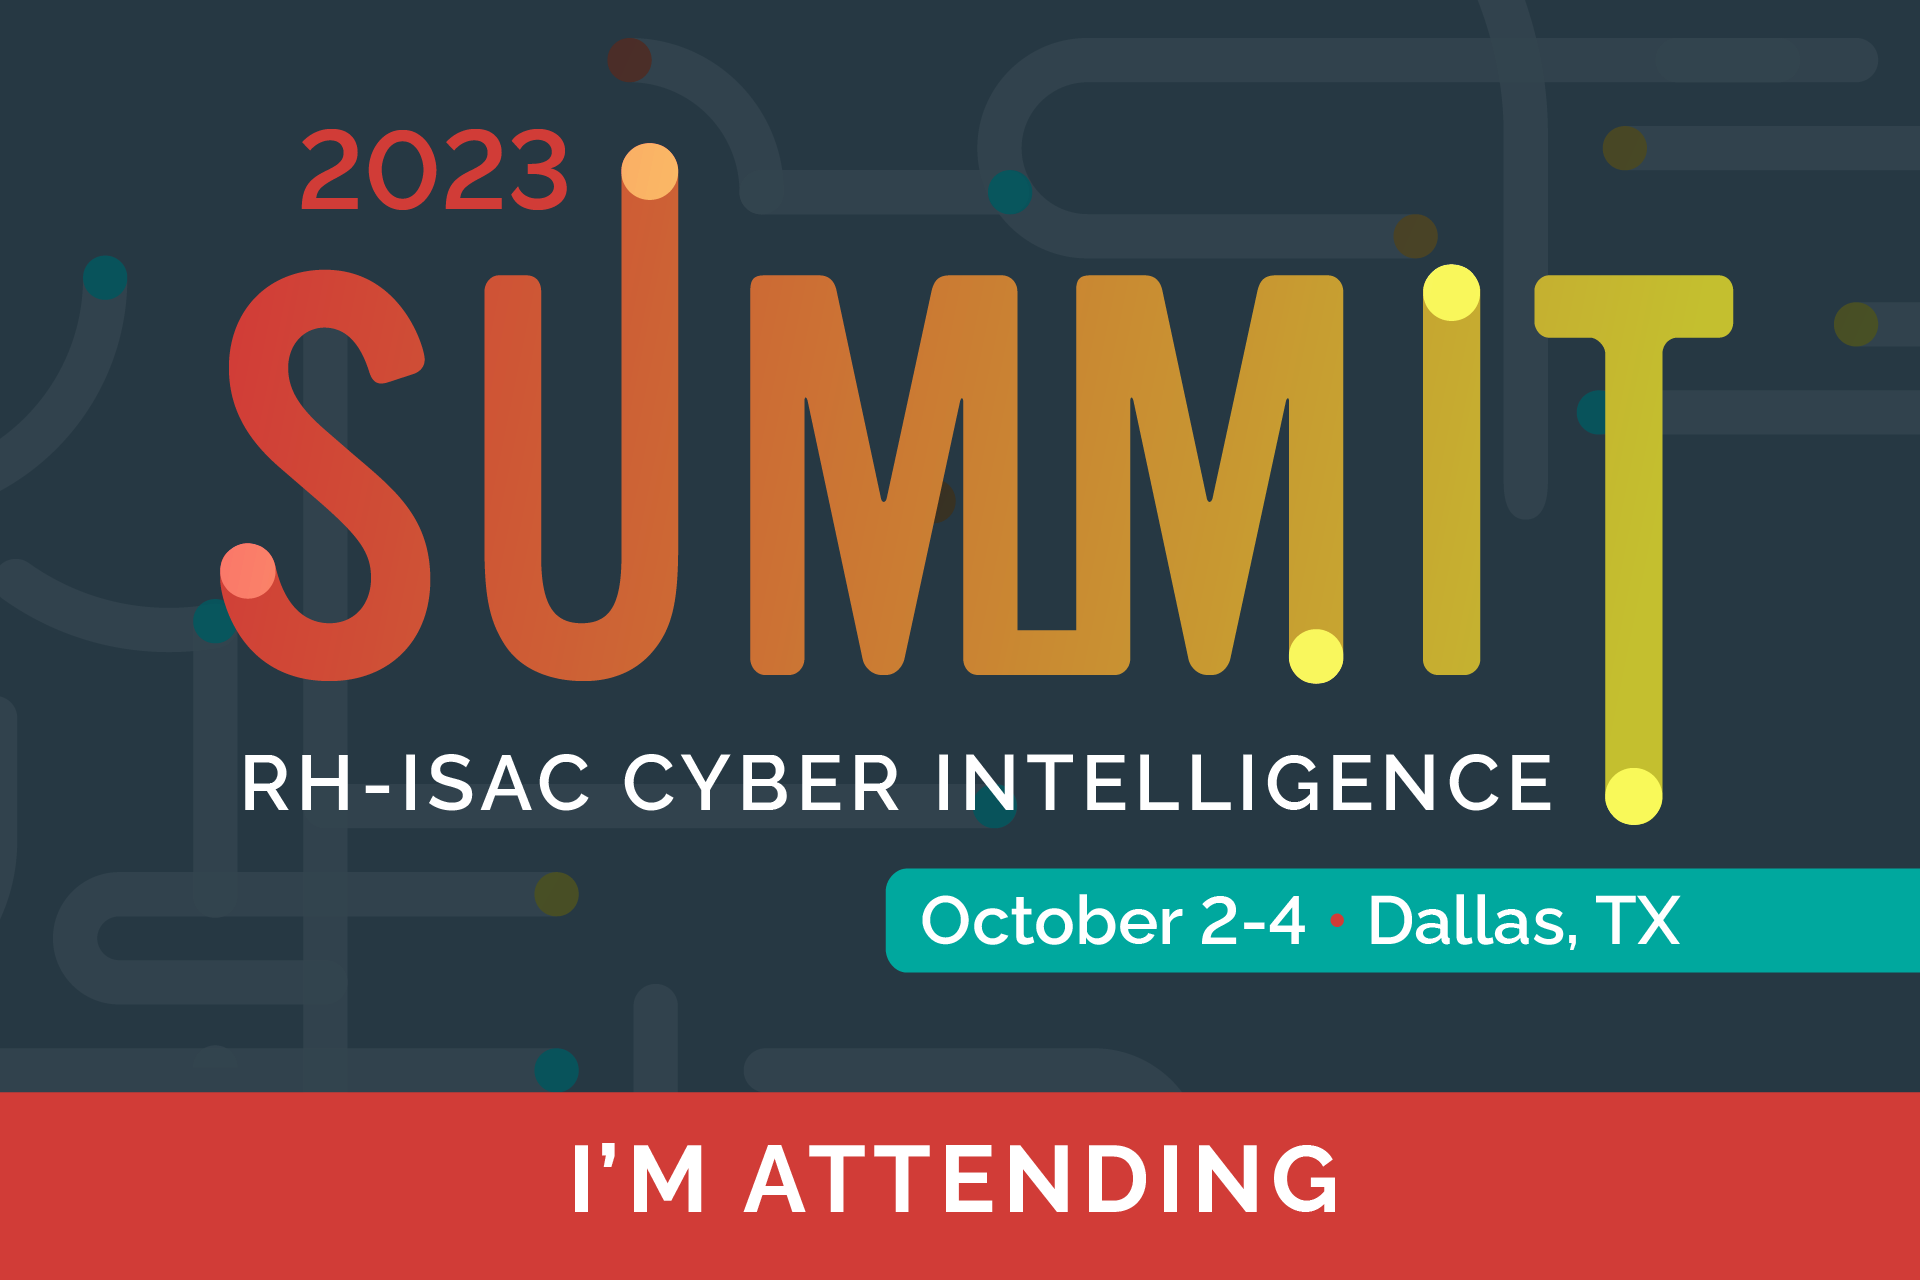 2023
SUMMIT
RH-ISAC CYBER INTELLIGENCE
October 2-4 • Dallas, TX
I'M ATTENDING